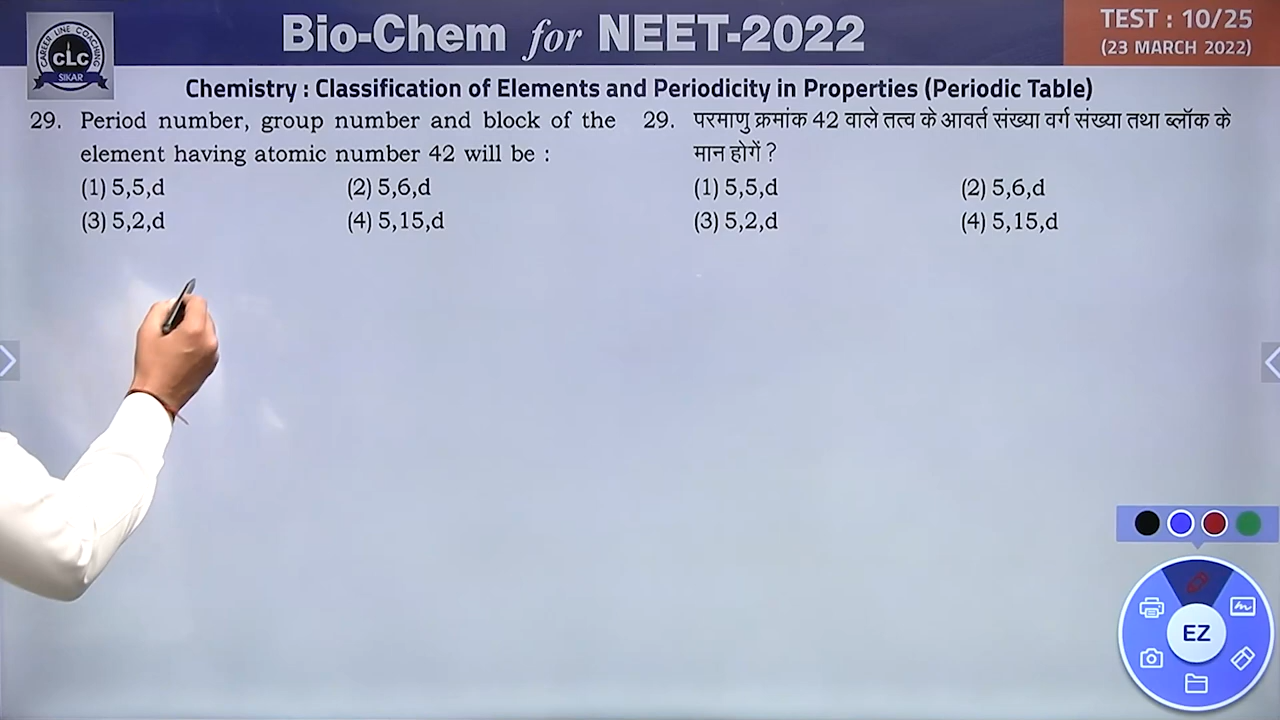 CAREER LINE COACHING
CLC
SIKAR
Bio-Chem for NEET-2022
TEST : 10/25
(23 MARCH 2022)
Chemistry : Classification of Elements and Periodicity in Properties (Periodic Table)
29. Period number, group number and block of the
element having atomic number 42 will be :
(1) 5,5,d (2) 5,6,d
(3) 5,2,d (4) 5,15,d
29. परमाणु क्रमांक 42 वाले तत्व के आवर्त संख्या वर्ग संख्या तथा ब्लॉक के
मान होगें ?
(1) 5,5,d (2) 5,6,d
(3) 5,2,d (4) 5,15,d
EZ